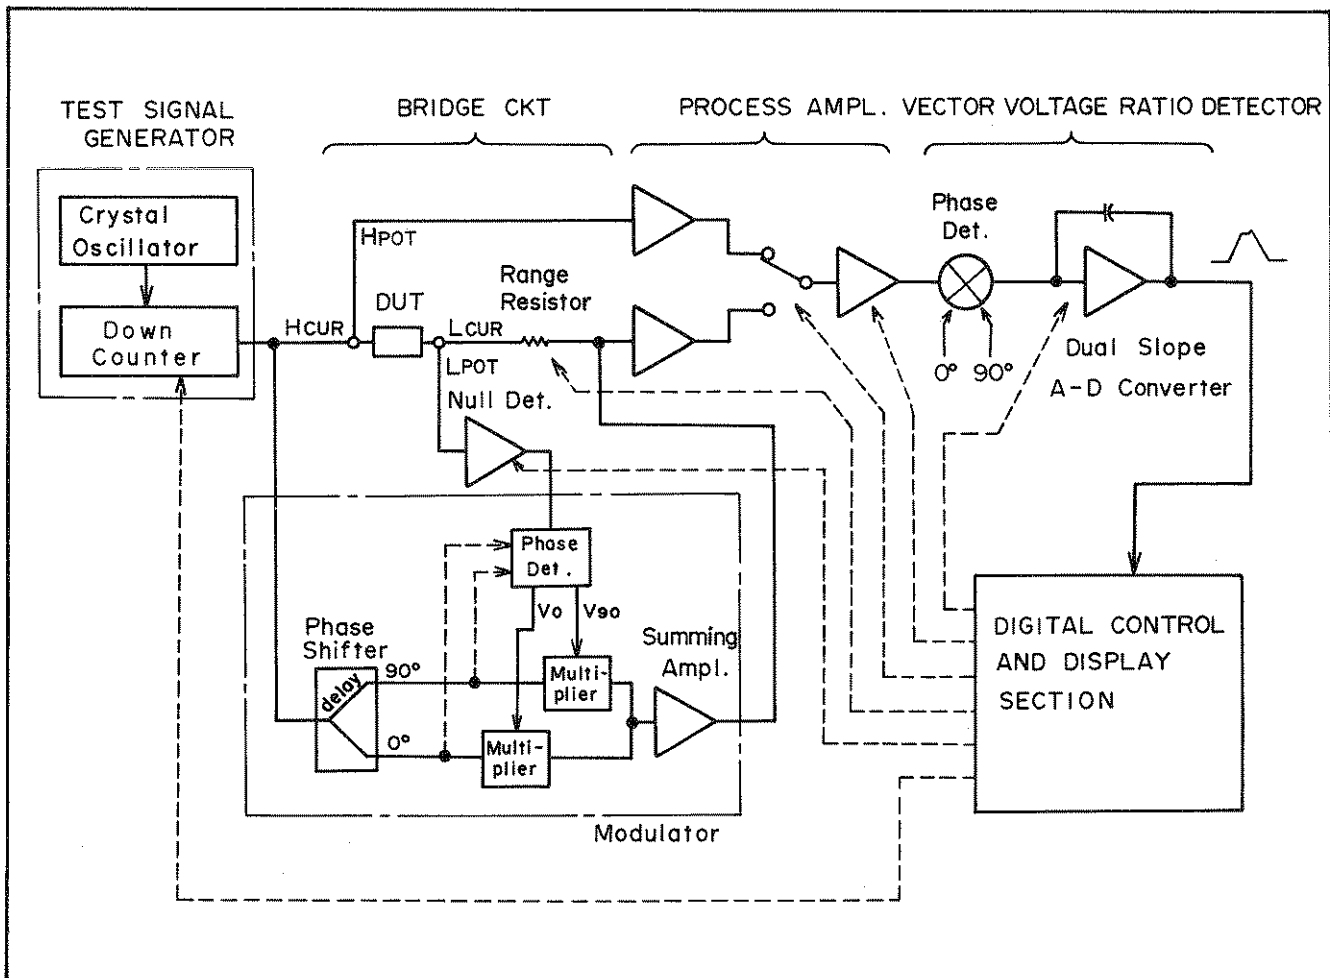 TEST SIGNAL
GENERATOR
BRIDGE CKT
PROCESS AMPL.
VECTOR VOLTAGE RATIO DETECTOR
Crystal
Oscillator
Down
Counter
HCUR
HPOT
DUT
LCUR
LPOT
Range
Resistor
Null Det.
Phase
Det.
0° 90°
Dual Slope
A-D Converter
Phase
Det.
V0
V90
Phase
Shifter
delay
90°
0°
Multi-
plier
Multi-
plier
Summing
Ampl.
Modulator
DIGITAL CONTROL
AND DISPLAY
SECTION